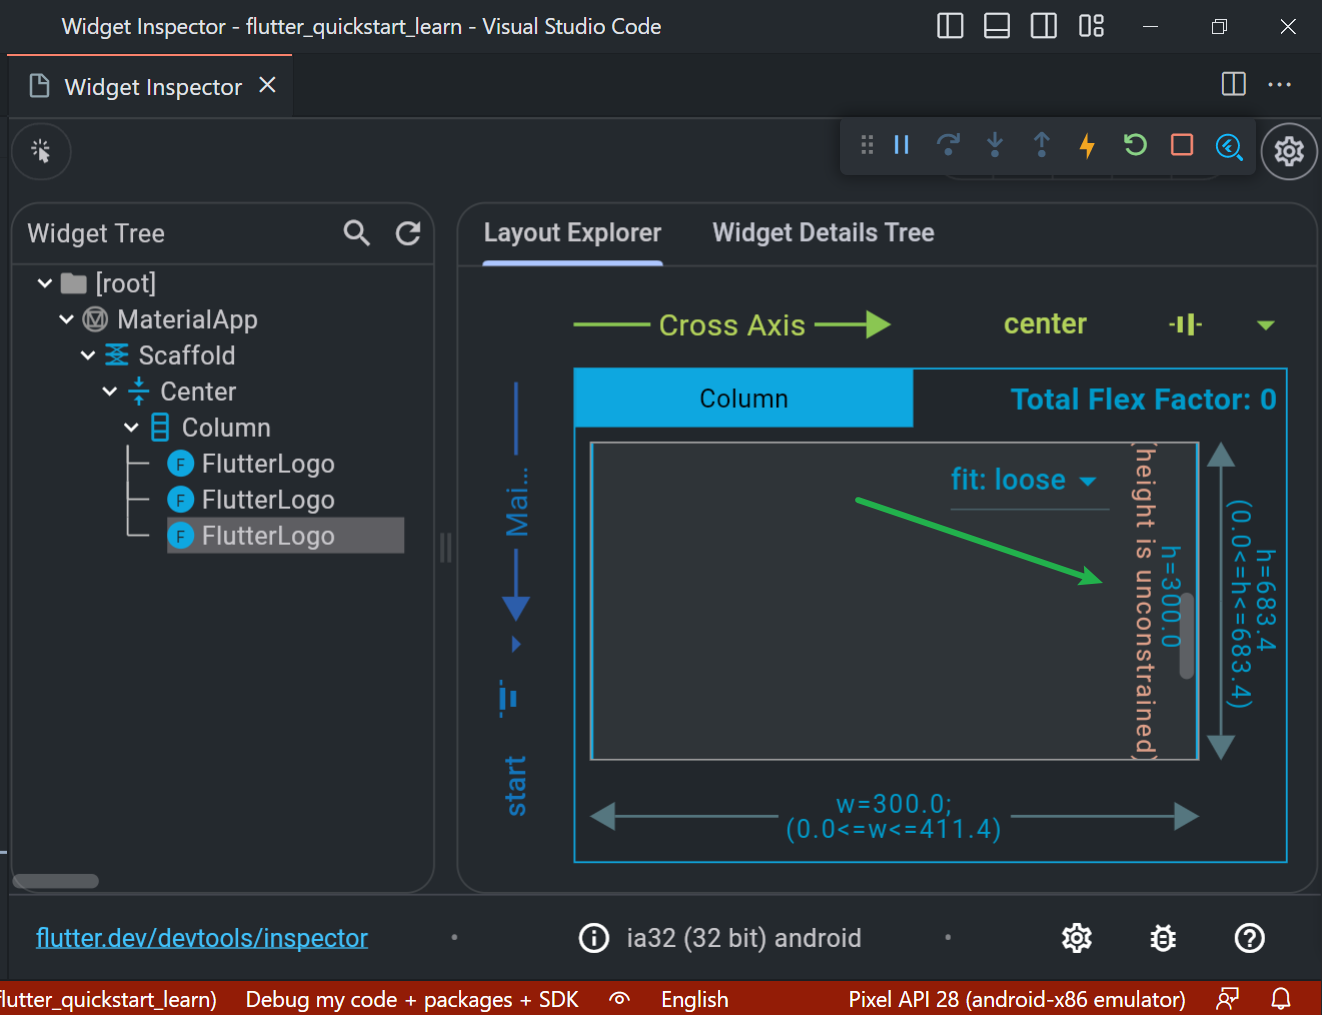 Widget Inspector - flutter_quickstart_learn - Visual Studio Code
Widget Inspector
Widget Tree
[root]
MaterialApp
Scaffold
Center
Column
FlutterLogo
FlutterLogo
FlutterLogo
Layout Explorer
Widget Details Tree
Cross Axis
center
Mai...
start
Column
Total Flex Factor: 0
fit: loose
h=300.0
(height is unconstrained)
h=683.4
(0.0<=h<=683.4)
w=300.0;
(0.0<=w<=411.4)
flutter.dev/devtools/inspector
ia32 (32 bit) android
flutter_quickstart_learn)
Debug my code + packages + SDK
English
Pixel API 28 (android-x86 emulator)